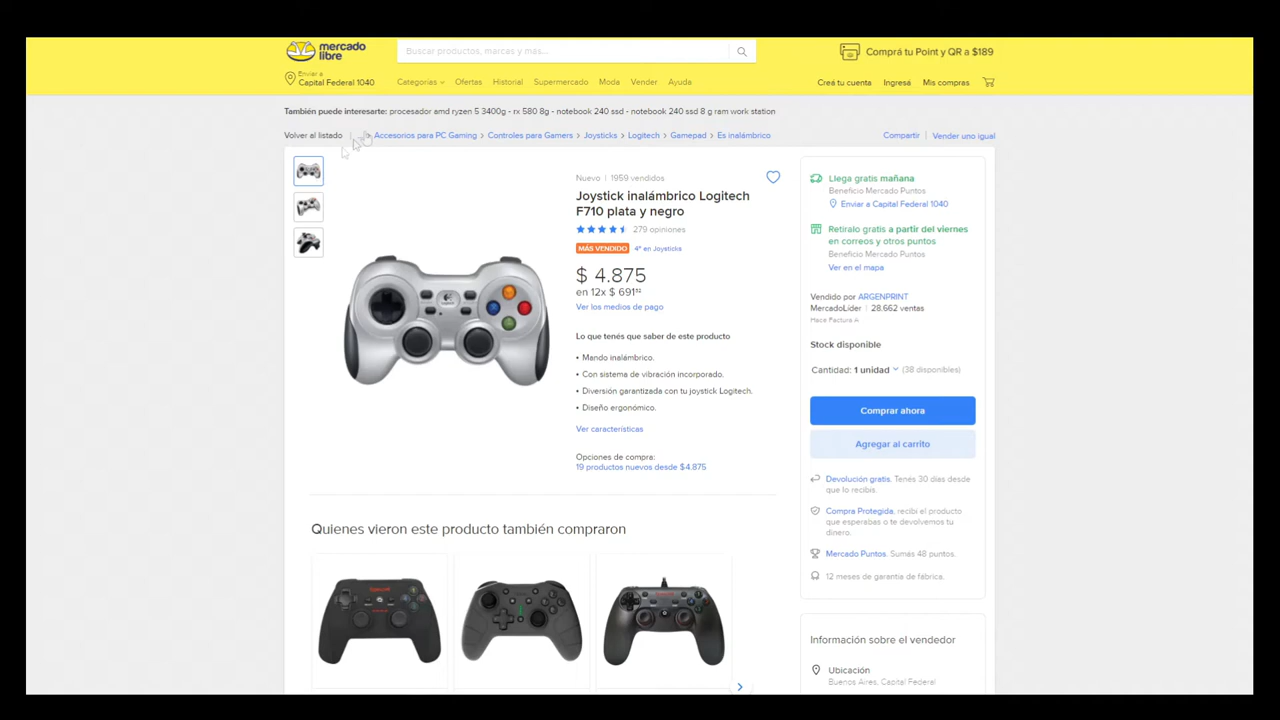 mercado
libre
Buscar productos, marcas y más...
Comprá tu Point y QR a $189
Enviar a
Capital Federal 1040
Categorías
Ofertas
Historial
Supermercado
Moda
Vender
Ayuda
Creá tu cuenta
Ingresá
Mis compras
También puede interesarte: procesador amd ryzen 5 3400g - rx 580 8g - notebook 240 ssd - notebook 240 ssd 8 g ram work station
Volver al listado | Accesorios para PC Gaming > Controles para Gamers > Joysticks > Logitech > Gamepad > Es inalámbrico
Compartir | Vender uno igual
Nuevo | 1959 vendidos
Joystick inalámbrico Logitech
F710 plata y negro
279 opiniones
MÁS VENDIDO 4º en Joysticks
$ 4.875
en 12x $ 691
Ver los medios de pago
Lo que tenés que saber de este producto
• Mando inalámbrico.
• Con sistema de vibración incorporado.
• Diversión garantizada con tu joystick Logitech.
• Diseño ergonómico.
Ver características
Opciones de compra:
19 productos nuevos desde $4.875
Llega gratis mañana
Beneficio Mercado Puntos
Enviar a Capital Federal 1040
Retiralo gratis a partir del viernes
en correos y otros puntos
Beneficio Mercado Puntos
Ver en el mapa
Vendido por ARGENPRINT
MercadoLíder | 28.662 ventas
Hace Factura A
Stock disponible
Cantidad: 1 unidad (38 disponibles)
Comprar ahora
Agregar al carrito
Devolución gratis. Tenés 30 días desde
que lo recibís.
Compra Protegida, recibí el producto
que esperabas o te devolvemos tu
dinero.
Mercado Puntos. Sumás 48 puntos.
12 meses de garantía de fábrica.
Quienes vieron este producto también compraron
Información sobre el vendedor
Ubicación
Buenos Aires, Capital Federal